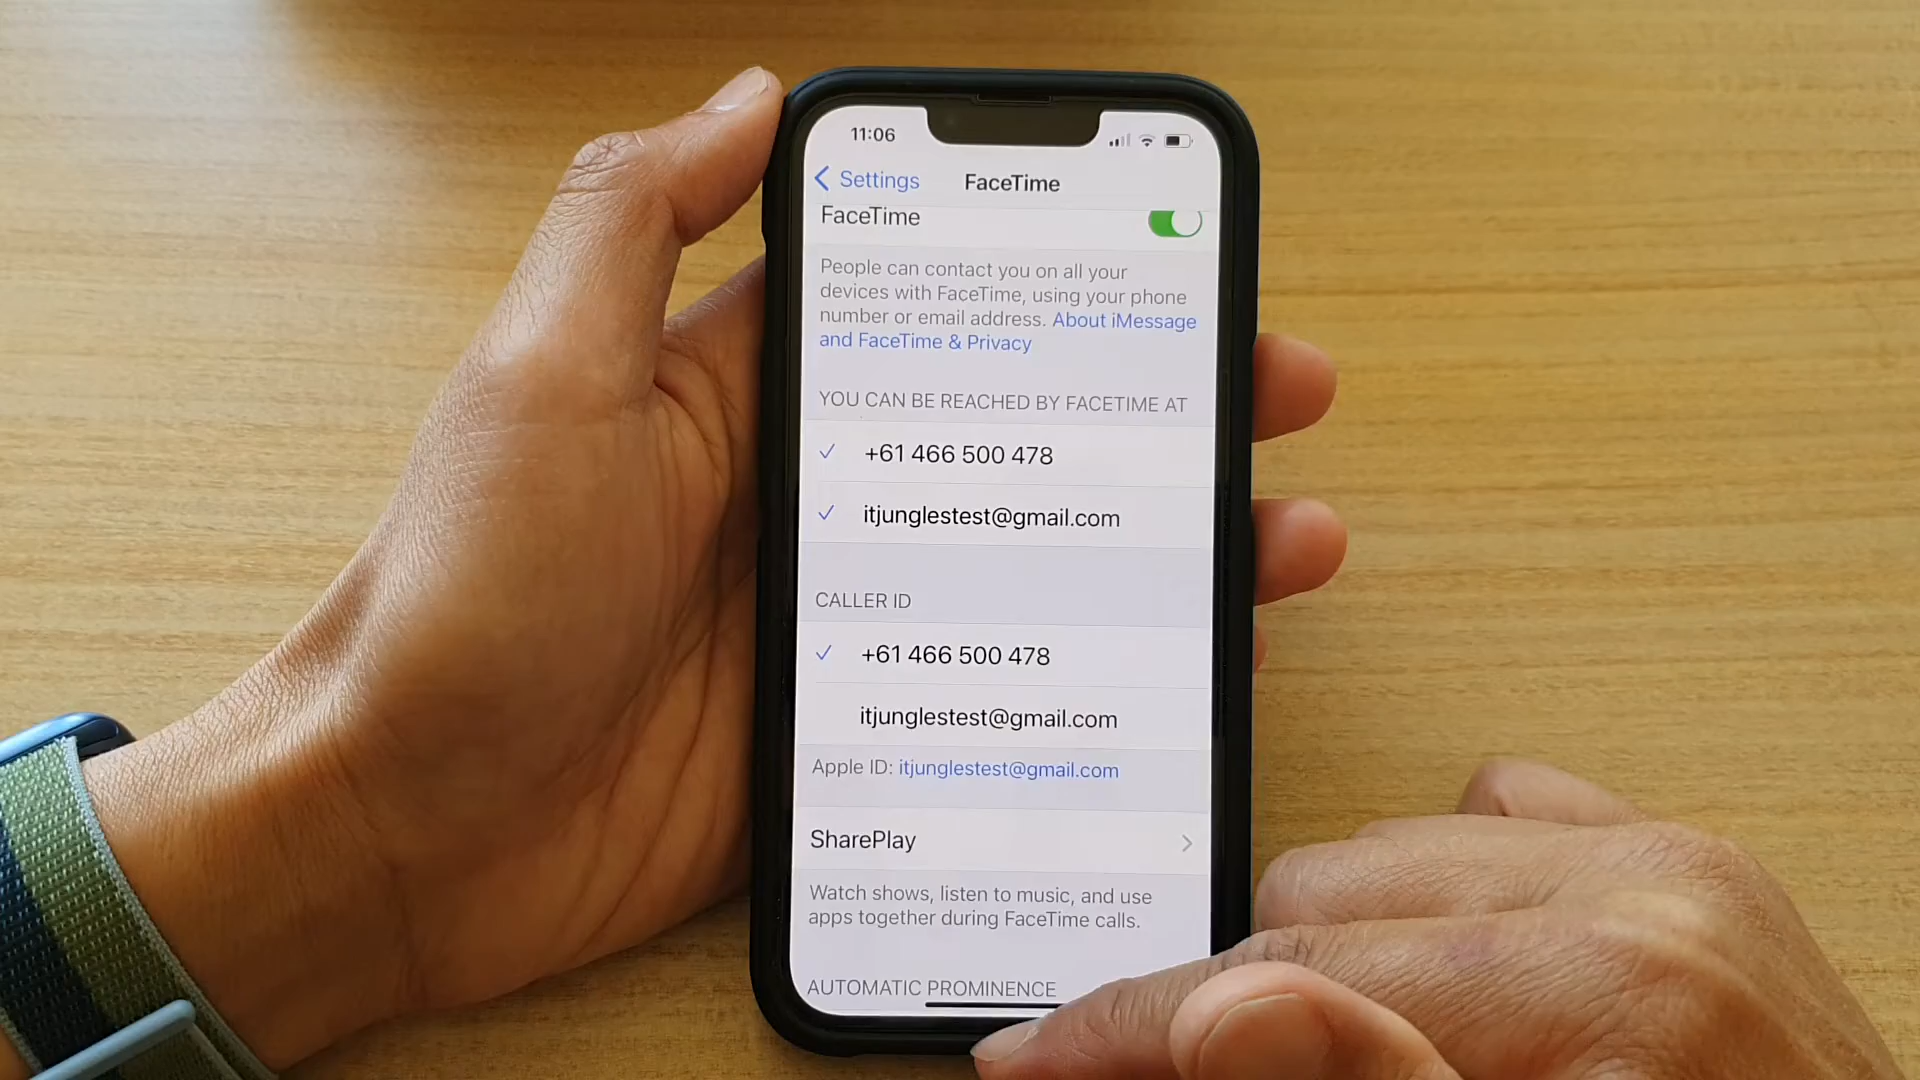 11:06
Settings
FaceTime
FaceTime
People can contact you on all your
devices with FaceTime, using your phone
number or email address. About iMessage
and FaceTime & Privacy
YOU CAN BE REACHED BY FACETIME AT
+61 466 500 478
itjunglestest@gmail.com
CALLER ID
+61 466 500 478
itjunglestest@gmail.com
Apple ID: itjunglestest@gmail.com
SharePlay
Watch shows, listen to music, and use
apps together during FaceTime calls.
AUTOMATIC PROMINENCE